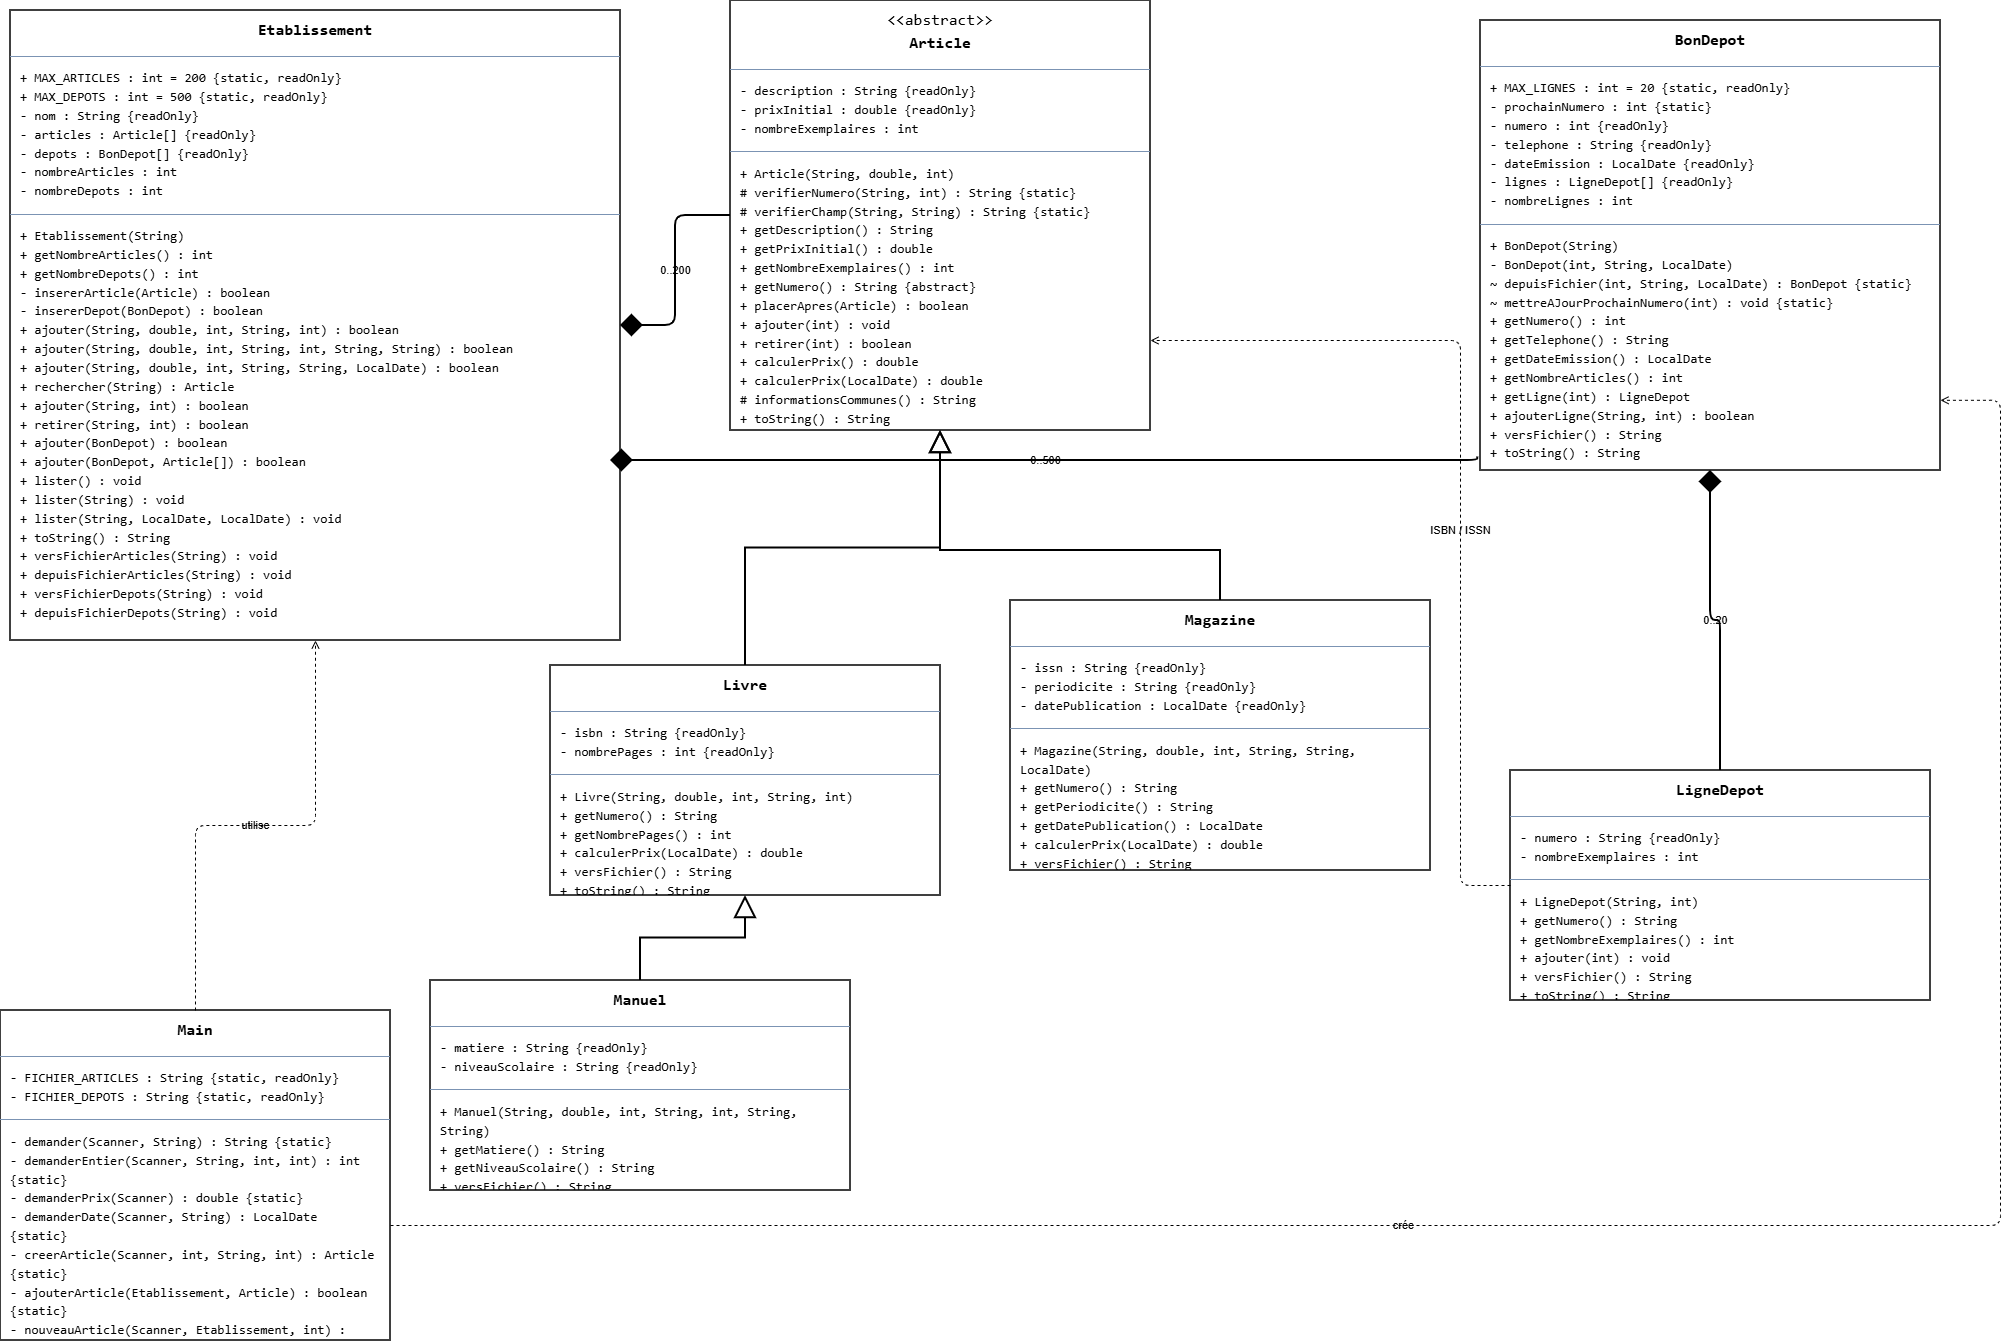 Etablissement
+ MAX_ARTICLES : int = 200 {static, readOnly}
+ MAX_DEPOTS : int = 500 {static, readOnly}
- nom : String {readOnly}
- articles : Article[] {readOnly}
- depots : BonDepot[] {readOnly}
- nombreArticles : int
- nombreDepots : int
+ Etablissement(String)
+ getNombreArticles() : int
+ getNombreDepots() : int
- insererArticle(Article) : boolean
- insererDepot(BonDepot) : boolean
+ ajouter(String, double, int, String, int) : boolean
+ ajouter(String, double, int, String, int, String, String) : boolean
+ ajouter(String, double, int, String, String, LocalDate) : boolean
+ rechercher(String) : Article
+ ajouter(String, int) : boolean
+ retirer(String, int) : boolean
+ ajouter(BonDepot) : boolean
+ ajouter(BonDepot, Article[]) : boolean
+ lister() : void
+ lister(String) : void
+ lister(String, LocalDate, LocalDate) : void
+ toString() : String
+ versFichierArticles(String) : void
+ depuisFichierArticles(String) : void
+ versFichierDepots(String) : void
+ depuisFichierDepots(String) : void
0..200
<<abstract>>
Article
- description : String {readOnly}
- prixInitial : double {readOnly}
- nombreExemplaires : int
+ Article(String, double, int)
# verifierNumero(String, int) : String {static}
# verifierChamp(String, String) : String {static}
+ getDescription() : String
+ getPrixInitial() : double
+ getNombreExemplaires() : int
+ getNumero() : String {abstract}
+ placerApres(Article) : boolean
+ ajouter(int) : void
+ retirer(int) : boolean
+ calculerPrix() : double
+ calculerPrix(LocalDate) : double
# informationsCommunes() : String
+ toString() : String
0..500
BonDepot
+ MAX_LIGNES : int = 20 {static, readOnly}
- prochainNumero : int {static}
- numero : int {readOnly}
- telephone : String {readOnly}
- dateEmission : LocalDate {readOnly}
- lignes : LigneDepot[] {readOnly}
- nombreLignes : int
+ BonDepot(String)
- BonDepot(int, String, LocalDate)
~ depuisFichier(int, String, LocalDate) : BonDepot {static}
~ mettreAJourProchainNumero(int) : void {static}
+ getNumero() : int
+ getTelephone() : String
+ getDateEmission() : LocalDate
+ getNombreArticles() : int
+ getLigne(int) : LigneDepot
+ ajouterLigne(String, int) : boolean
+ versFichier() : String
+ toString() : String
ISBN / ISSN
0..20
Livre
- isbn : String {readOnly}
- nombrePages : int {readOnly}
+ Livre(String, double, int, String, int)
+ getNumero() : String
+ getNombrePages() : int
+ calculerPrix(LocalDate) : double
+ versFichier() : String
+ toString() : String
Magazine
- issn : String {readOnly}
- periodicite : String {readOnly}
- datePublication : LocalDate {readOnly}
+ Magazine(String, double, int, String, String,
LocalDate)
+ getNumero() : String
+ getPeriodicite() : String
+ getDatePublication() : LocalDate
+ calculerPrix(LocalDate) : double
+ versFichier() : String
LigneDepot
- numero : String {readOnly}
- nombreExemplaires : int
+ LigneDepot(String, int)
+ getNumero() : String
+ getNombreExemplaires() : int
+ ajouter(int) : void
+ versFichier() : String
+ toString() : String
utilise
Main
- FICHIER_ARTICLES : String {static, readOnly}
- FICHIER_DEPOTS : String {static, readOnly}
- demander(Scanner, String) : String {static}
- demanderEntier(Scanner, String, int, int) : int
{static}
- demanderPrix(Scanner) : double {static}
- demanderDate(Scanner, String) : LocalDate
{static}
- creerArticle(Scanner, int, String, int) : Article
{static}
- ajouterArticle(Etablissement, Article) : boolean
{static}
- nouveauArticle(Scanner, Etablissement, int) :
Manuel
- matiere : String {readOnly}
- niveauScolaire : String {readOnly}
+ Manuel(String, double, int, String, int, String,
String)
+ getMatiere() : String
+ getNiveauScolaire() : String
+ versFichier() : String
crée